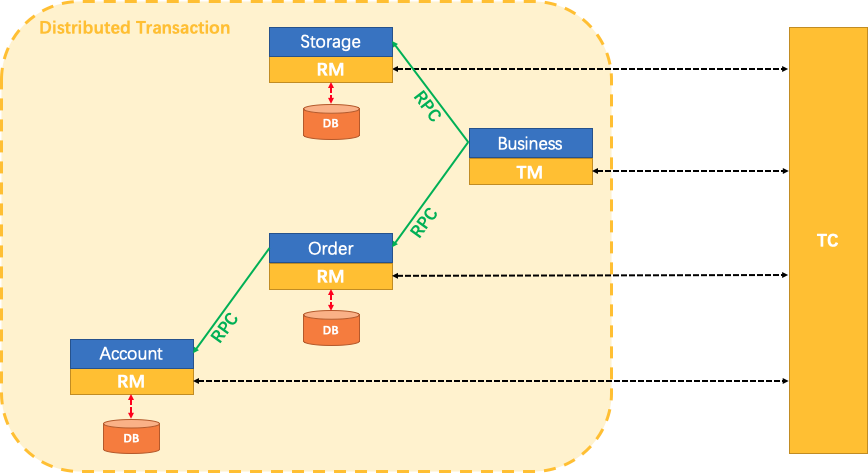 Distributed Transaction
Storage
RM
DB
RPC
Business
TM
RPC
Order
RM
DB
RPC
Account
RM
DB
TC